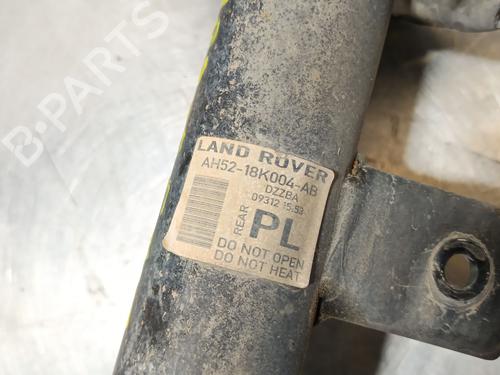 LAND ROVER
AH52-18K004-AB
DZZBA
09312 15:53
REAR
PL
DO NOT OPEN
DO NOT HEAT
B-PARTS